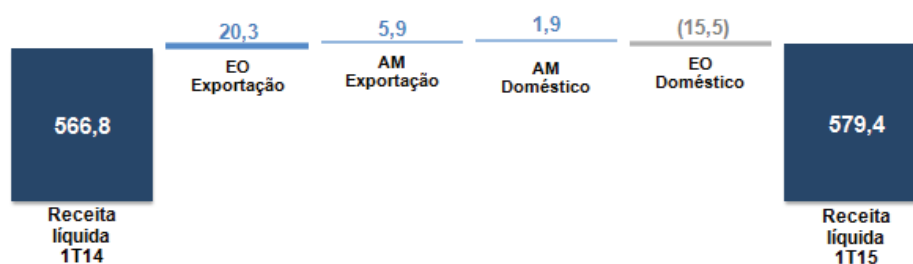 20,3
EO
Exportação
5,9
AM
Exportação
1,9
AM
Doméstico
(15,5)
EO
Doméstico
566,8
Receita
líquida
1T14
579,4
Receita
líquida
1T15